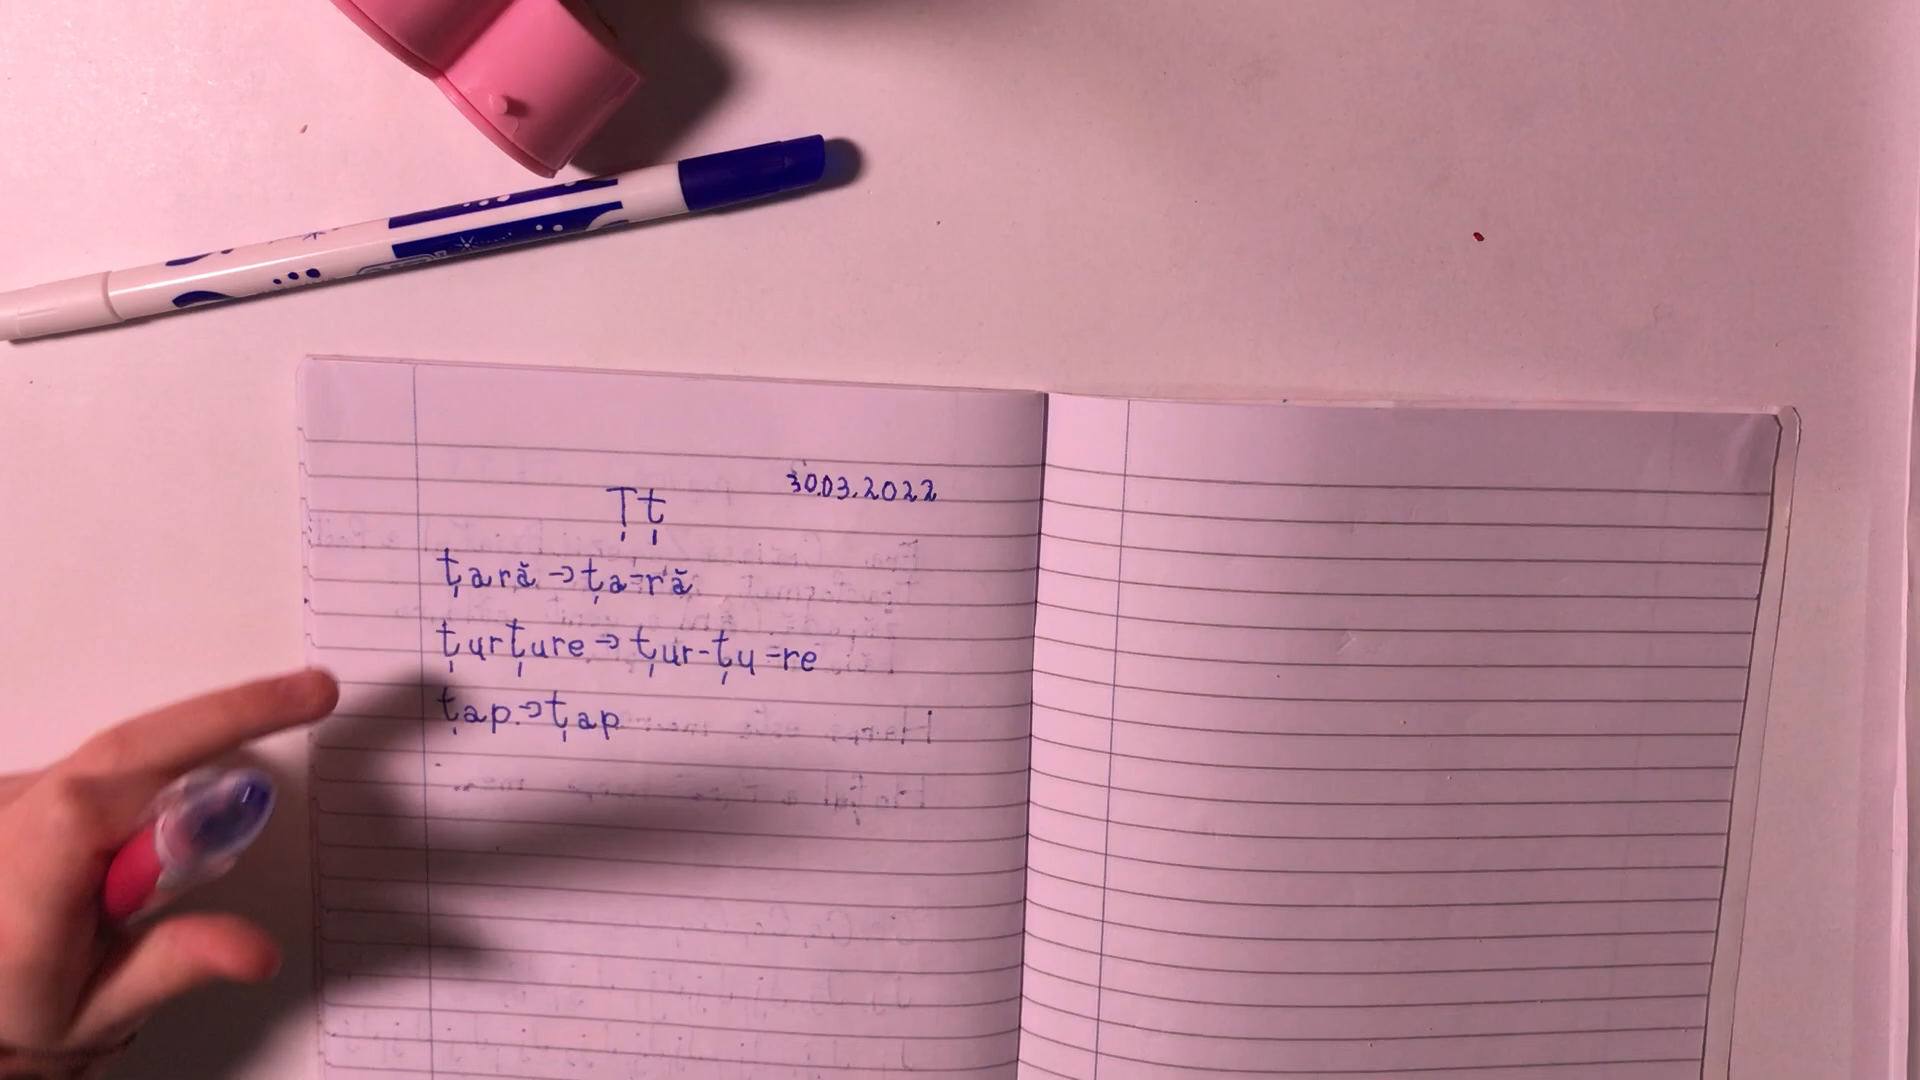 30.03.2022
Ț ț
țară → ța-ră
țurțure → țur-țu-re
țap → țap